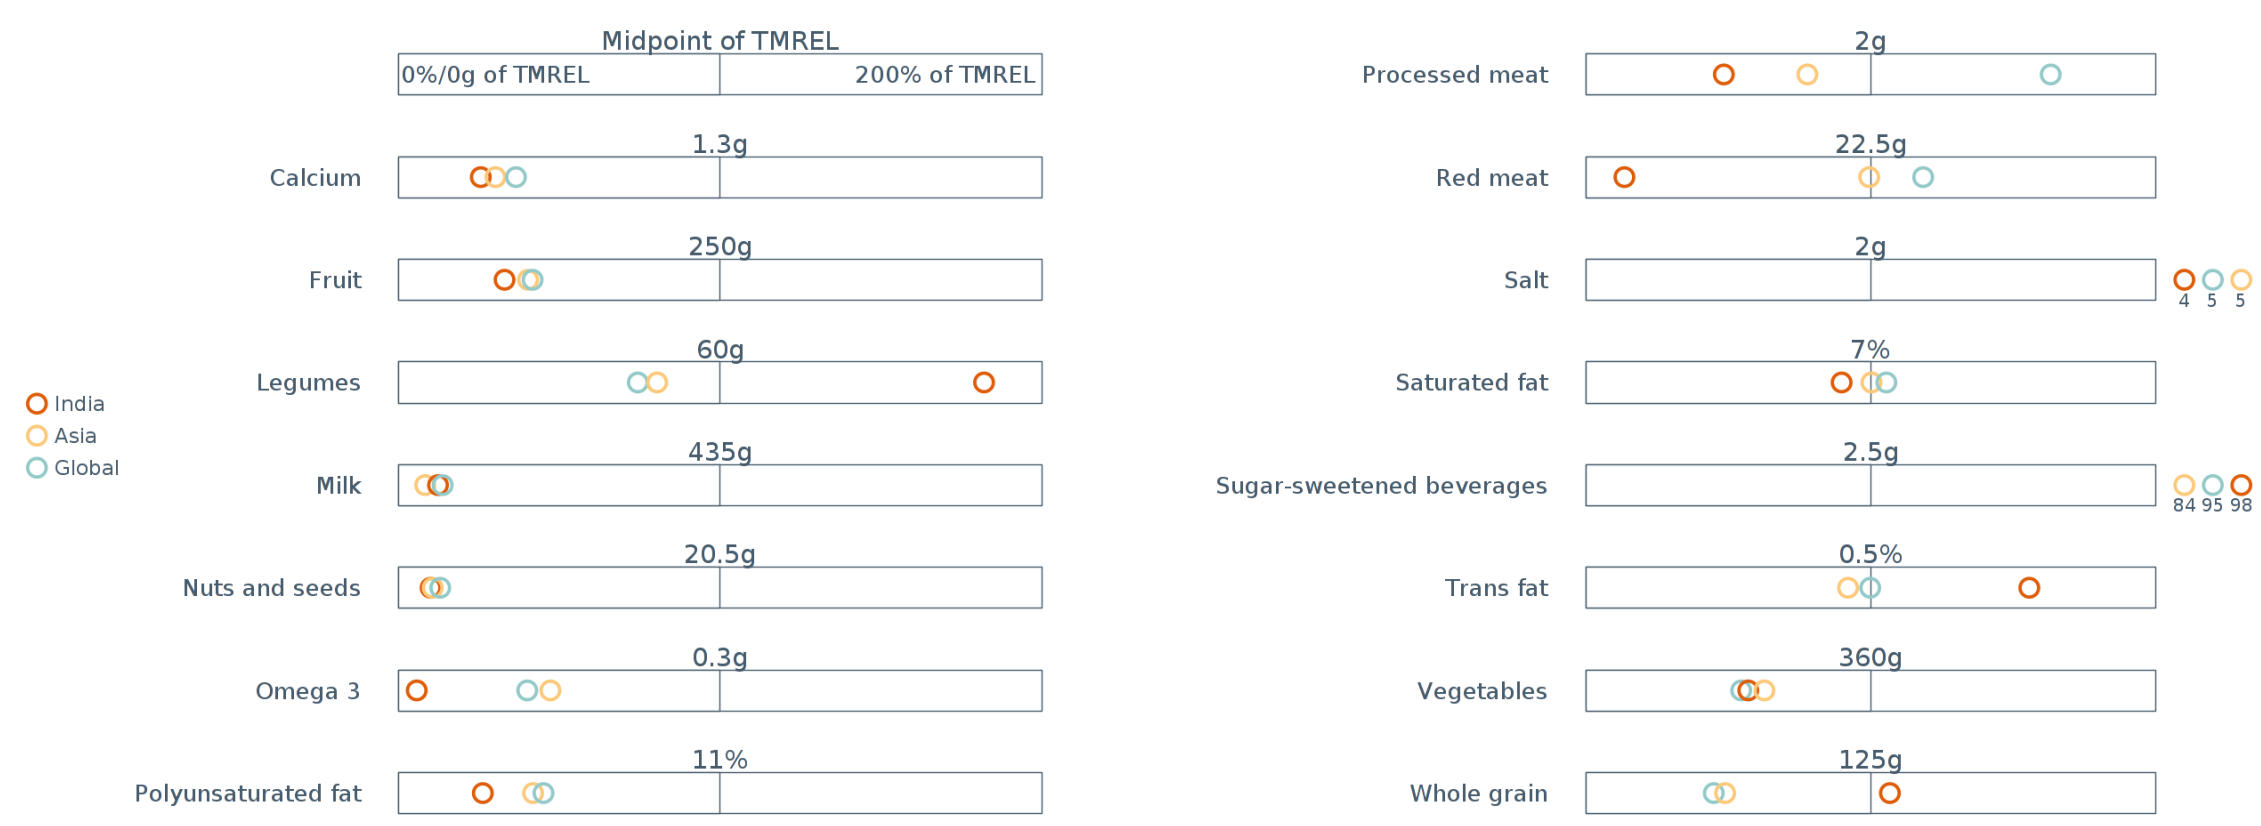 Midpoint of TMREL
0%/0g of TMREL
200% of TMREL
1.3g
Calcium
250g
Fruit
60g
Legumes
435g
Milk
20.5g
Nuts and seeds
0.3g
Omega 3
11%
Polyunsaturated fat
India
Asia
Global
2g
Processed meat
22.5g
Red meat
2g
Salt
4 5 5
7%
Saturated fat
2.5g
Sugar-sweetened beverages
84 95 98
0.5%
Trans fat
360g
Vegetables
125g
Whole grain